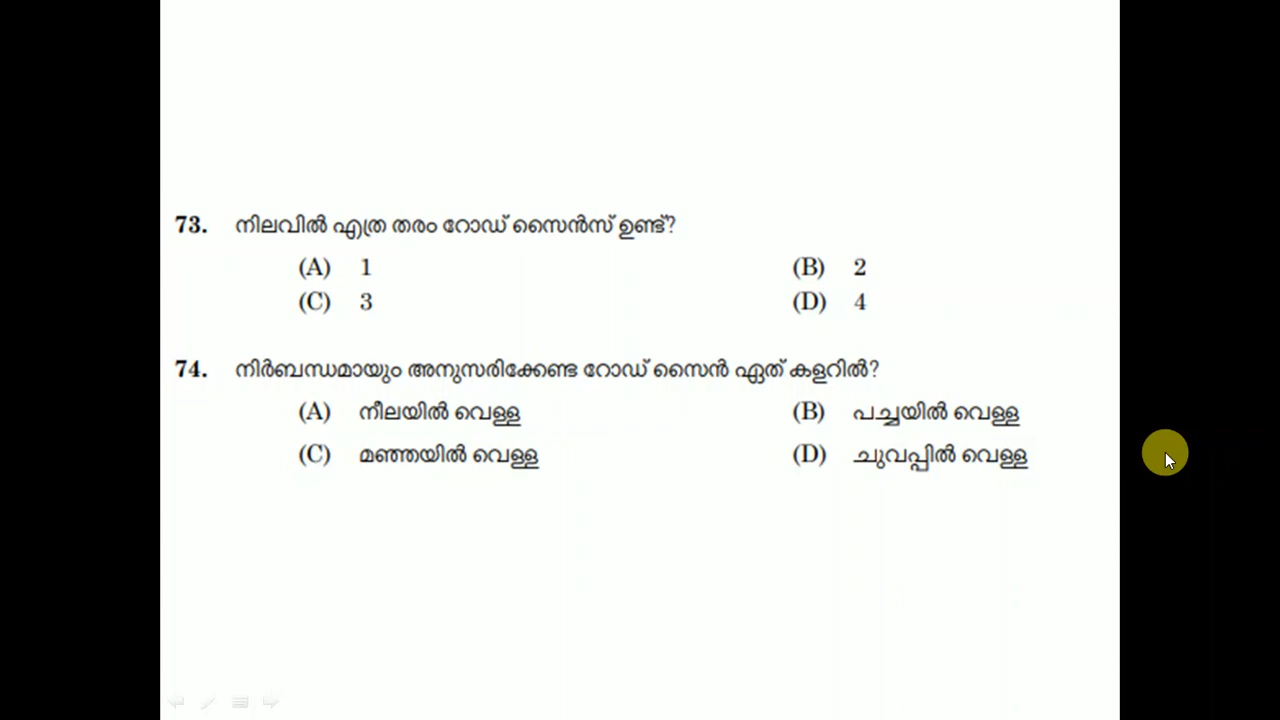 73. നിലവിൽ എത്ര തരം റോഡ് സൈൻസ് ഉണ്ട്?
(A) 1 (B) 2
(C) 3 (D) 4
74. നിർബന്ധമായും അനുസരിക്കേണ്ട റോഡ് സൈൻ ഏത് കളറിൽ?
(A) നീലയിൽ വെള്ള (B) പച്ചയിൽ വെള്ള
(C) മഞ്ഞയിൽ വെള്ള (D) ചുവപ്പിൽ വെള്ള